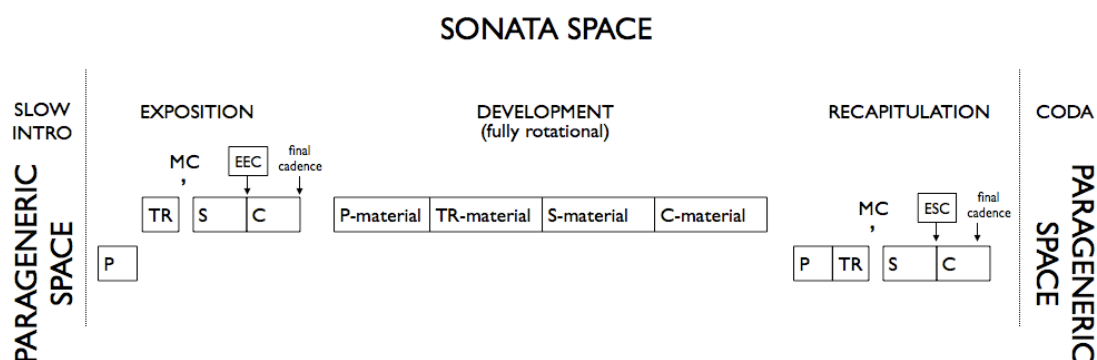 SONATA SPACE
SLOW
INTRO
EXPOSITION
DEVELOPMENT
(fully rotational)
RECAPITULATION
CODA
PARAGENERIC
SPACE
MC
,
EEC
final
cadence
TR
S
C
P
P-material
TR-material
S-material
C-material
MC
,
ESC
final
cadence
P
TR
S
C
PARAGENERIC
SPACE